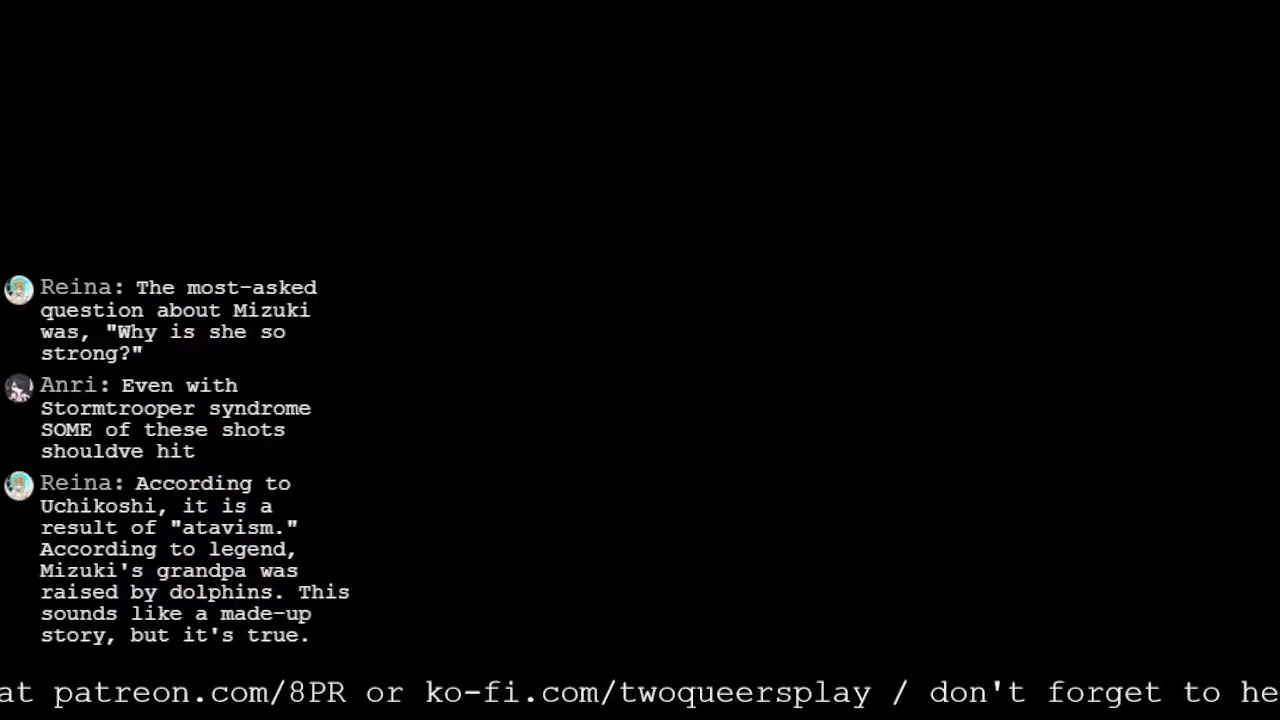 Reina: The most-asked
question about Mizuki
was, "Why is she so
strong?"
Anri: Even with
Stormtrooper syndrome
SOME of these shots
shouldve hit
Reina: According to
Uchikoshi, it is a
result of "atavism."
According to legend,
Mizuki's grandpa was
raised by dolphins. This
sounds like a made-up
story, but it's true.
at patreon.com/8PR or ko-fi.com/twoqueersplay / don't forget to he